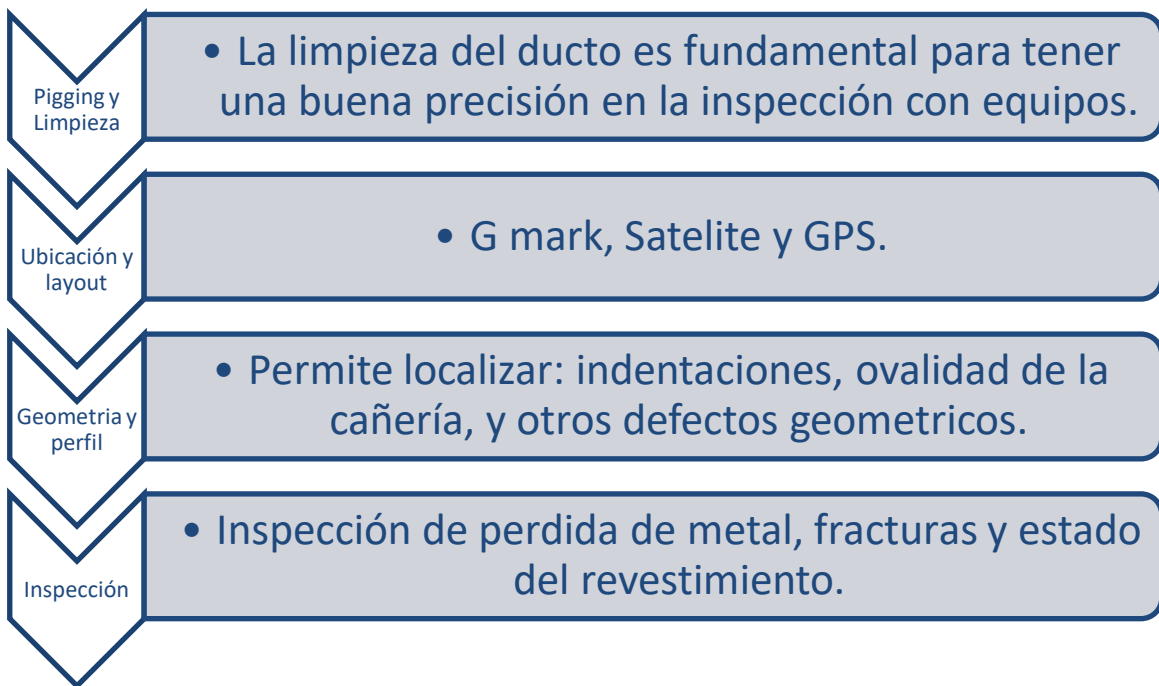 Pigging y
Limpieza
• La limpieza del ducto es fundamental para tener
una buena precisión en la inspección con equipos.
Ubicación y
layout
• G mark, Satelite y GPS.
Geometria y
perfil
• Permite localizar: indentaciones, ovalidad de la
cañería, y otros defectos geometricos.
Inspección
• Inspección de perdida de metal, fracturas y estado
del revestimiento.